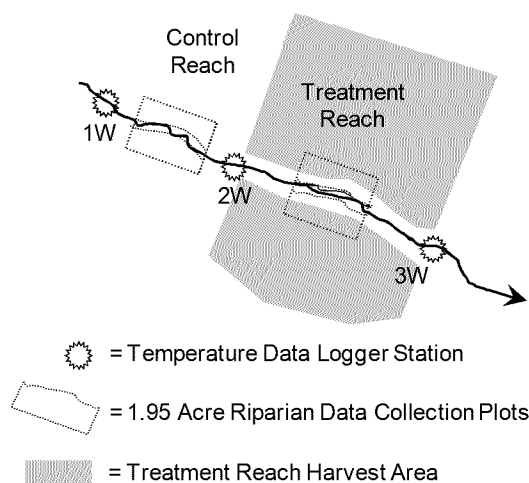 Control
Reach
Treatment
Reach
1W
2W
3W
= Temperature Data Logger Station
= 1.95 Acre Riparian Data Collection Plots
= Treatment Reach Harvest Area